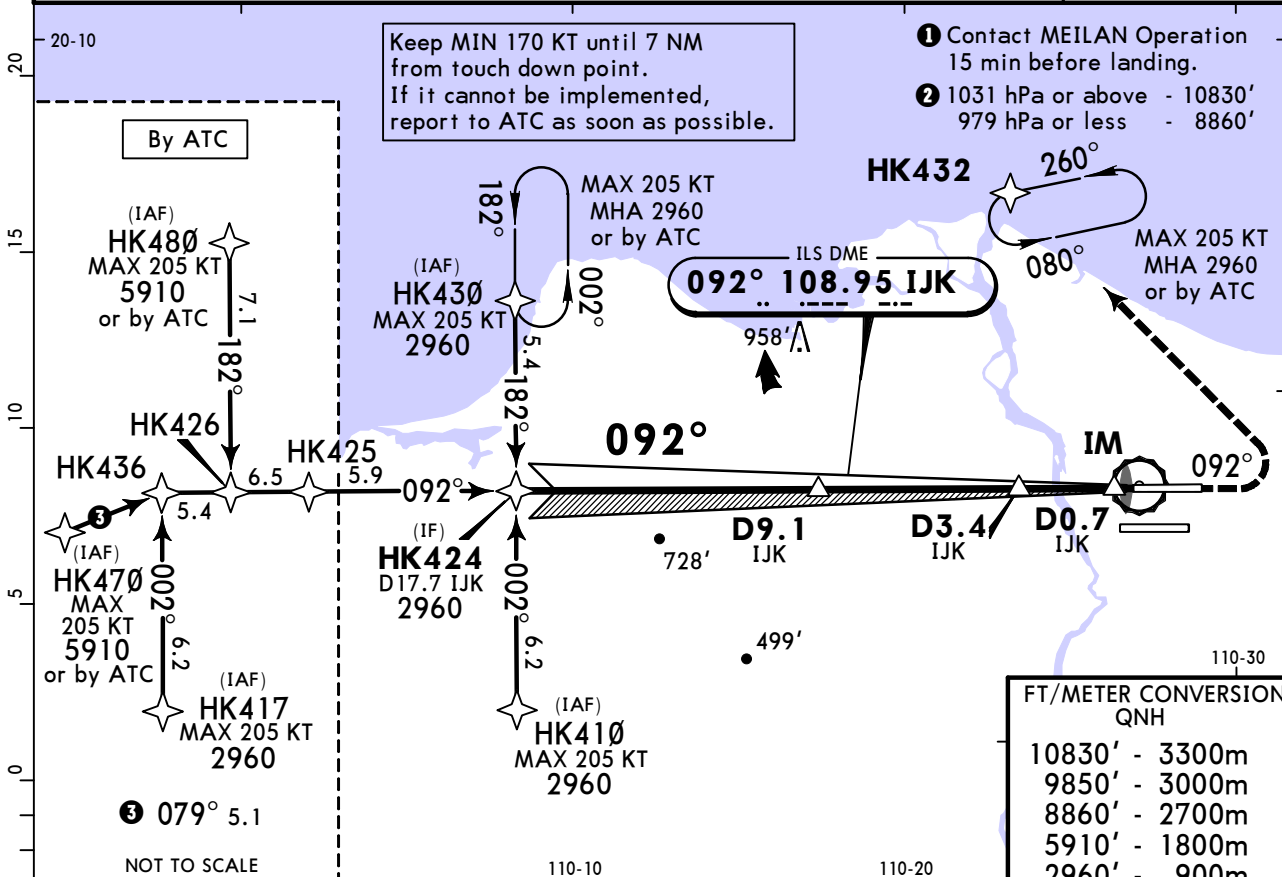 20-10
Keep MIN 170 KT until 7 NM
from touch down point.
If it cannot be implemented,
report to ATC as soon as possible.
❶ Contact MEILAN Operation
15 min before landing.
❷ 1031 hPa or above - 10830'
979 hPa or less - 8860'
20
15
10
5
0
By ATC
(IAF)
HK48Ø
MAX 205 KT
5910
or by ATC
7.1
182°
182°
002°
MAX 205 KT
MHA 2960
or by ATC
(IAF)
HK43Ø
MAX 205 KT
2960
5.4
182°
HK432
260°
080°
MAX 205 KT
MHA 2960
or by ATC
ILS DME
092° 108.95 IJK
958'
HK436
HK426
HK425
5.4
6.5
5.9
092°
092°
IM
092°
❸
(IAF)
HK47Ø
MAX
205 KT
5910
or by ATC
002°
6.2
(IAF)
HK417
MAX 205 KT
2960
(IF)
HK424
D17.7 IJK
2960
002°
6.2
(IAF)
HK41Ø
MAX 205 KT
2960
D9.1
IJK
D3.4
IJK
D0.7
IJK
728'
499'
❸ 079° 5.1
NOT TO SCALE
110-10
110-20
110-30
FT/METER CONVERSION
QNH
10830' - 3300m
9850' - 3000m
8860' - 2700m
5910' - 1800m
2960' - 900m